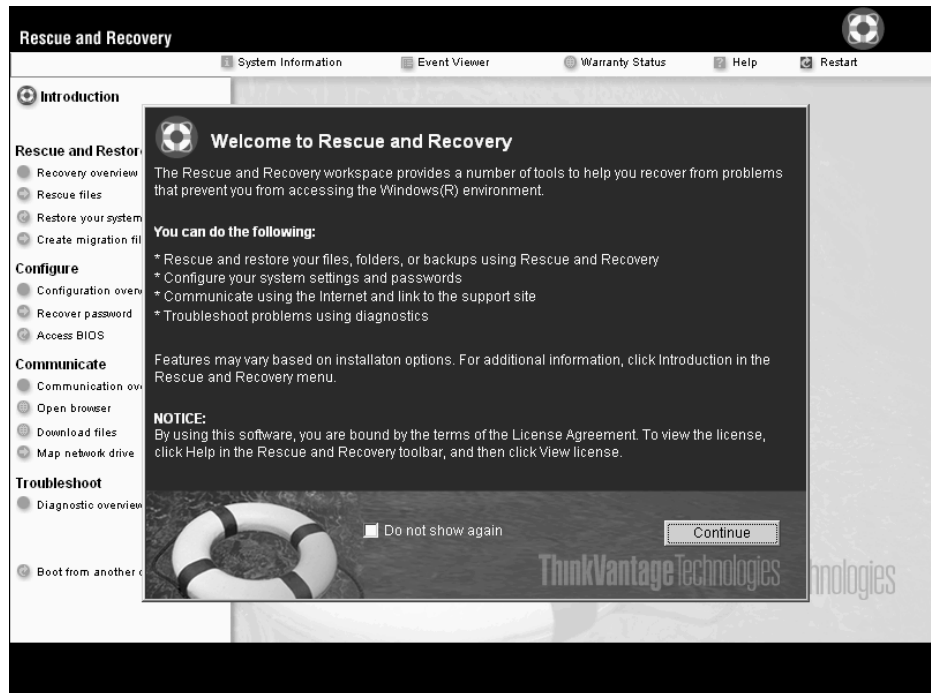 Rescue and Recovery
System Information
Event Viewer
Warranty Status
Help
Restart
Introduction
Rescue and Restor
Recovery overview
Rescue files
Restore your system
Create migration fil
Configure
Configuration overv
Recover password
Access BIOS
Communicate
Communication ov
Open browser
Download files
Map network drive
Troubleshoot
Diagnostic overview
Boot from another
Welcome to Rescue and Recovery
The Rescue and Recovery workspace provides a number of tools to help you recover from problems
that prevent you from accessing the Windows(R) environment.
You can do the following:
* Rescue and restore your files, folders, or backups using Rescue and Recovery
* Configure your system settings and passwords
* Communicate using the Internet and link to the support site
* Troubleshoot problems using diagnostics
Features may vary based on installaton options. For additional information, click Introduction in the
Rescue and Recovery menu.
NOTICE:
By using this software, you are bound by the terms of the License Agreement. To view the license,
click Help in the Rescue and Recovery toolbar, and then click View license.
Do not show again
Continue
ThinkVantage Technologies
hnologies